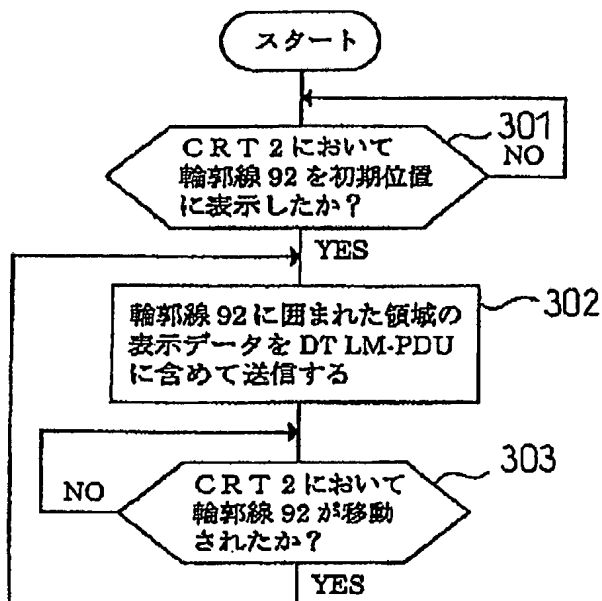 スタート
301
CRT 2において
輪郭線 92 を初期位置
に表示したか？
NO
YES
302
輪郭線 92 に囲まれた領域の
表示データを DT LM-PDU
に含めて送信する
303
NO
CRT 2において
輪郭線 92 が移動
されたか？
YES